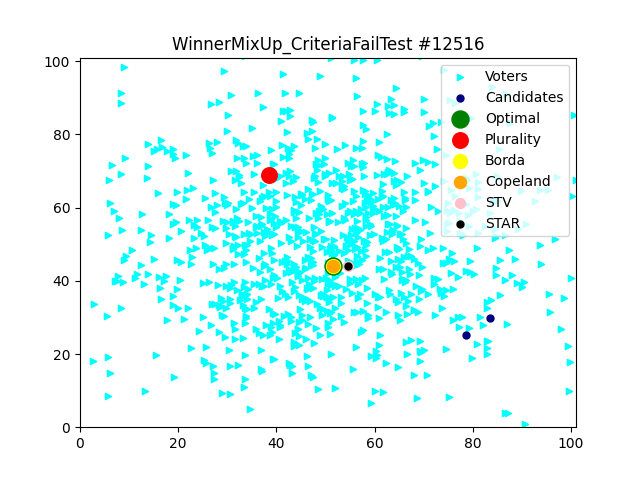 WinnerMixUp_CriteriaFailTest #12516
100
80
60
40
20
0
0
20
40
60
80
100
Voters
Candidates
Optimal
Plurality
Borda
Copeland
STV
STAR